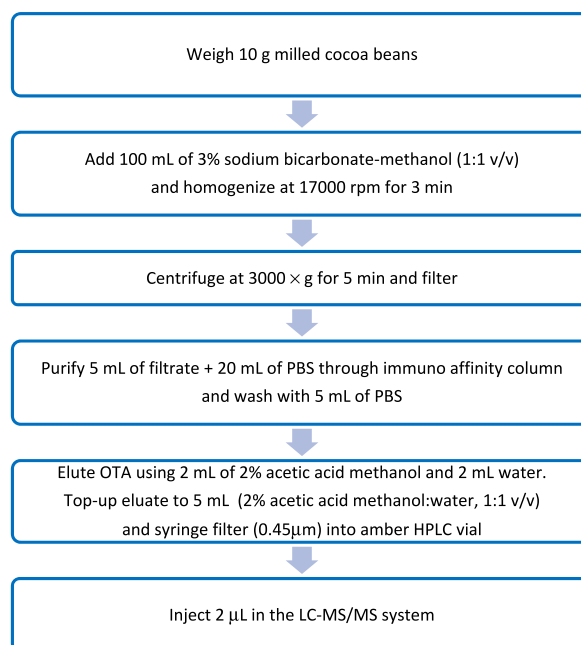 Weigh 10 g milled cocoa beans
Add 100 mL of 3% sodium bicarbonate-methanol (1:1 v/v)
and homogenize at 17000 rpm for 3 min
Centrifuge at 3000 × g for 5 min and filter
Purify 5 mL of filtrate + 20 mL of PBS through immuno affinity column
and wash with 5 mL of PBS
Elute OTA using 2 mL of 2% acetic acid methanol and 2 mL water.
Top-up eluate to 5 mL  (2% acetic acid methanol:water, 1:1 v/v)
and syringe filter (0.45μm) into amber HPLC vial
Inject 2 μL in the LC-MS/MS system